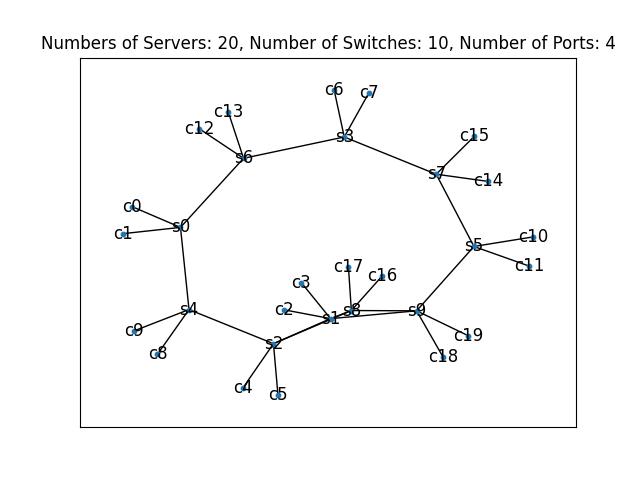 Numbers of Servers: 20, Number of Switches: 10, Number of Ports: 4
c6
c7
c13
c12
s3
c15
s6
s7
c14
c0
s0
c1
c10
s5
c11
c17
c16
c3
s4
c2
s8
s9
s1
c9
c19
s2
c8
c18
c4
c5